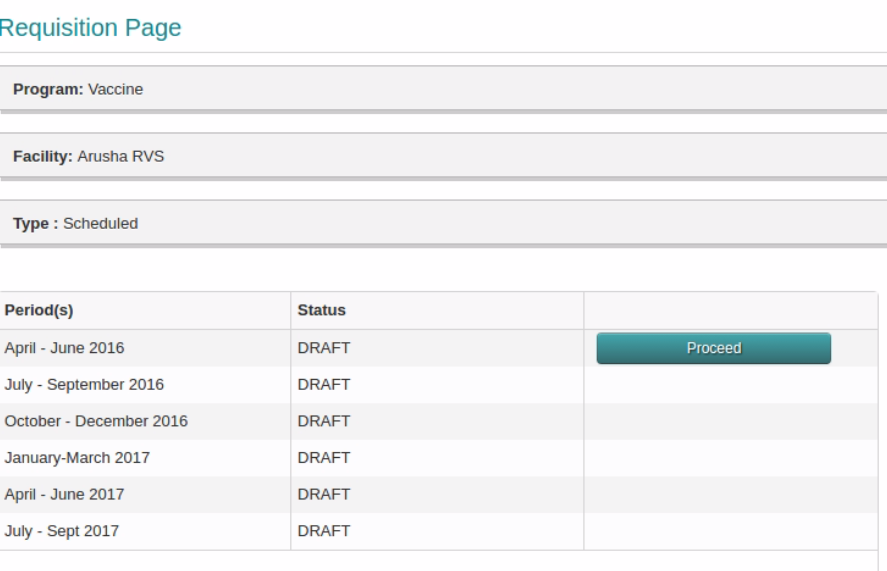 Requisition Page
Program: Vaccine
Facility: Arusha RVS
Type : Scheduled
Period(s) Status
April - June 2016 DRAFT Proceed
July - September 2016 DRAFT
October - December 2016 DRAFT
January-March 2017 DRAFT
April - June 2017 DRAFT
July - Sept 2017 DRAFT